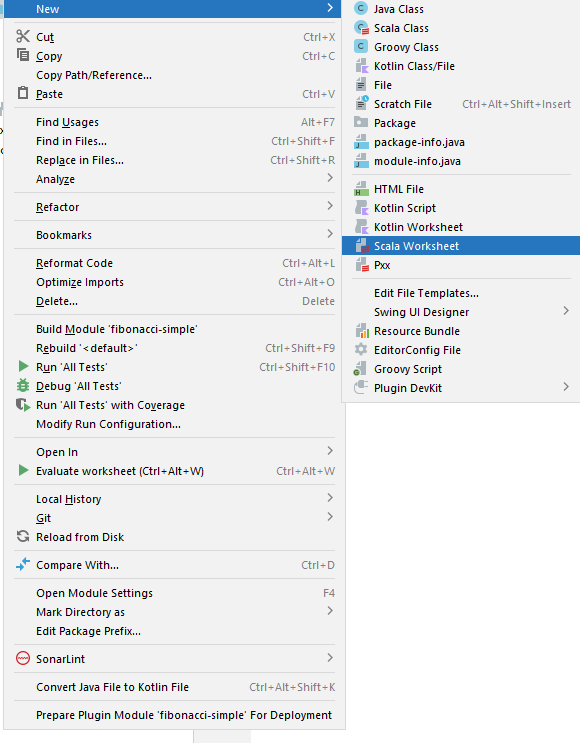 New
Cut Ctrl+X
Copy Ctrl+C
Copy Path/Reference...
Paste Ctrl+V
Find Usages Alt+F7
Find in Files... Ctrl+Shift+F
Replace in Files... Ctrl+Shift+R
Analyze
Refactor
Bookmarks
Reformat Code Ctrl+Alt+L
Optimize Imports Ctrl+Alt+O
Delete... Delete
Build Module 'fibonacci-simple'
Rebuild '<default>' Ctrl+Shift+F9
Run 'All Tests' Ctrl+Shift+F10
Debug 'All Tests'
Run 'All Tests' with Coverage
Modify Run Configuration...
Open In
Evaluate worksheet (Ctrl+Alt+W) Ctrl+Alt+W
Local History
Git
Reload from Disk
Compare With... Ctrl+D
Open Module Settings F4
Mark Directory as
Edit Package Prefix...
SonarLint
Convert Java File to Kotlin File Ctrl+Alt+Shift+K
Prepare Plugin Module 'fibonacci-simple' For Deployment
Java Class
Scala Class
Groovy Class
Kotlin Class/File
File
Scratch File Ctrl+Alt+Shift+Insert
Package
package-info.java
module-info.java
HTML File
Kotlin Script
Kotlin Worksheet
Scala Worksheet
Pxx
Edit File Templates...
Swing UI Designer
Resource Bundle
EditorConfig File
Groovy Script
Plugin DevKit